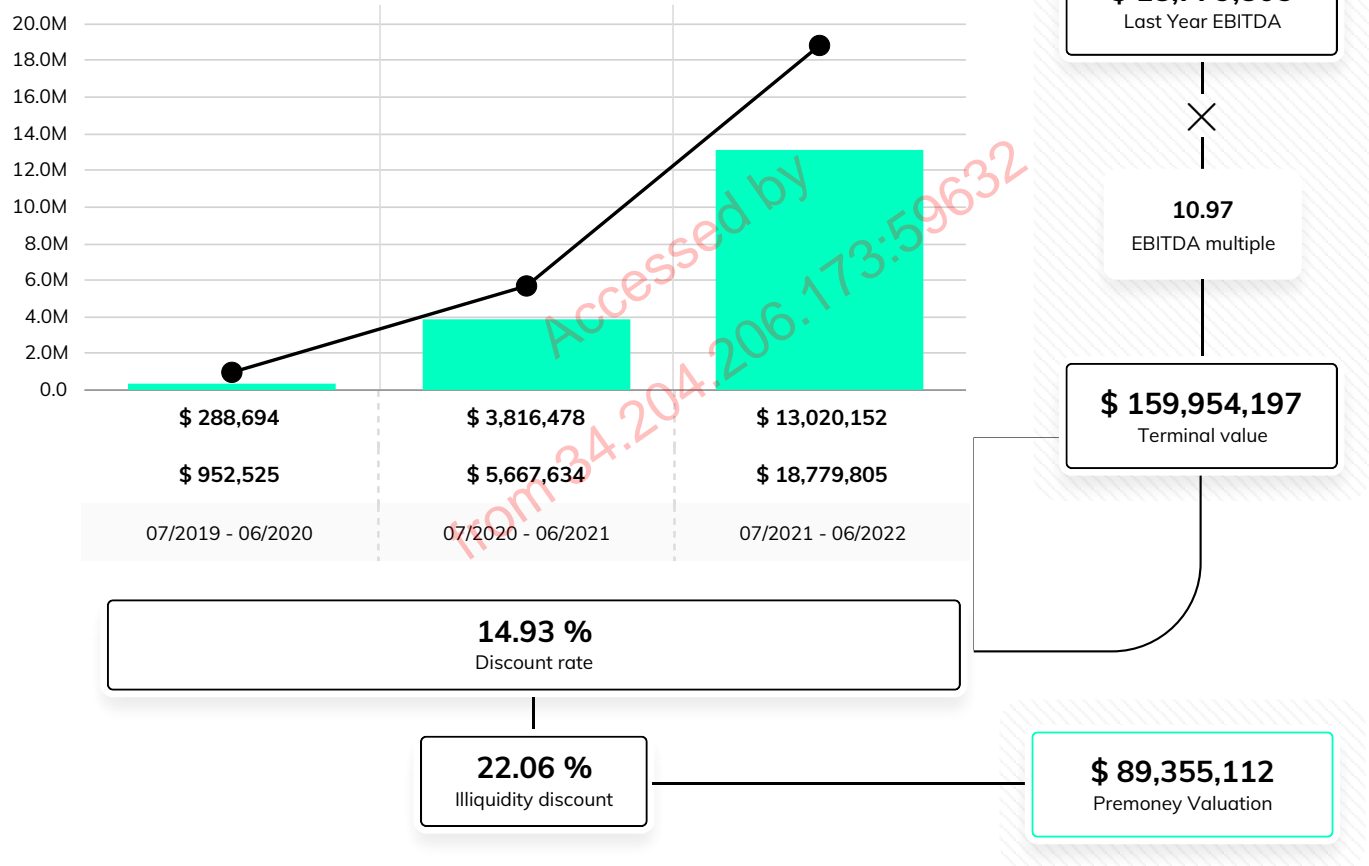 20.0M
18.0M
16.0M
14.0M
12.0M
10.0M
8.0M
6.0M
4.0M
2.0M
0.0
$ 288,694
$ 3,816,478
$ 13,020,152
$ 952,525
$ 5,667,634
$ 18,779,805
07/2019 - 06/2020
07/2020 - 06/2021
07/2021 - 06/2022
Accessed by
from 34.204.206.173:59632
Last Year EBITDA
10.97
EBITDA multiple
$ 159,954,197
Terminal value
14.93 %
Discount rate
22.06 %
Illiquidity discount
$ 89,355,112
Premoney Valuation